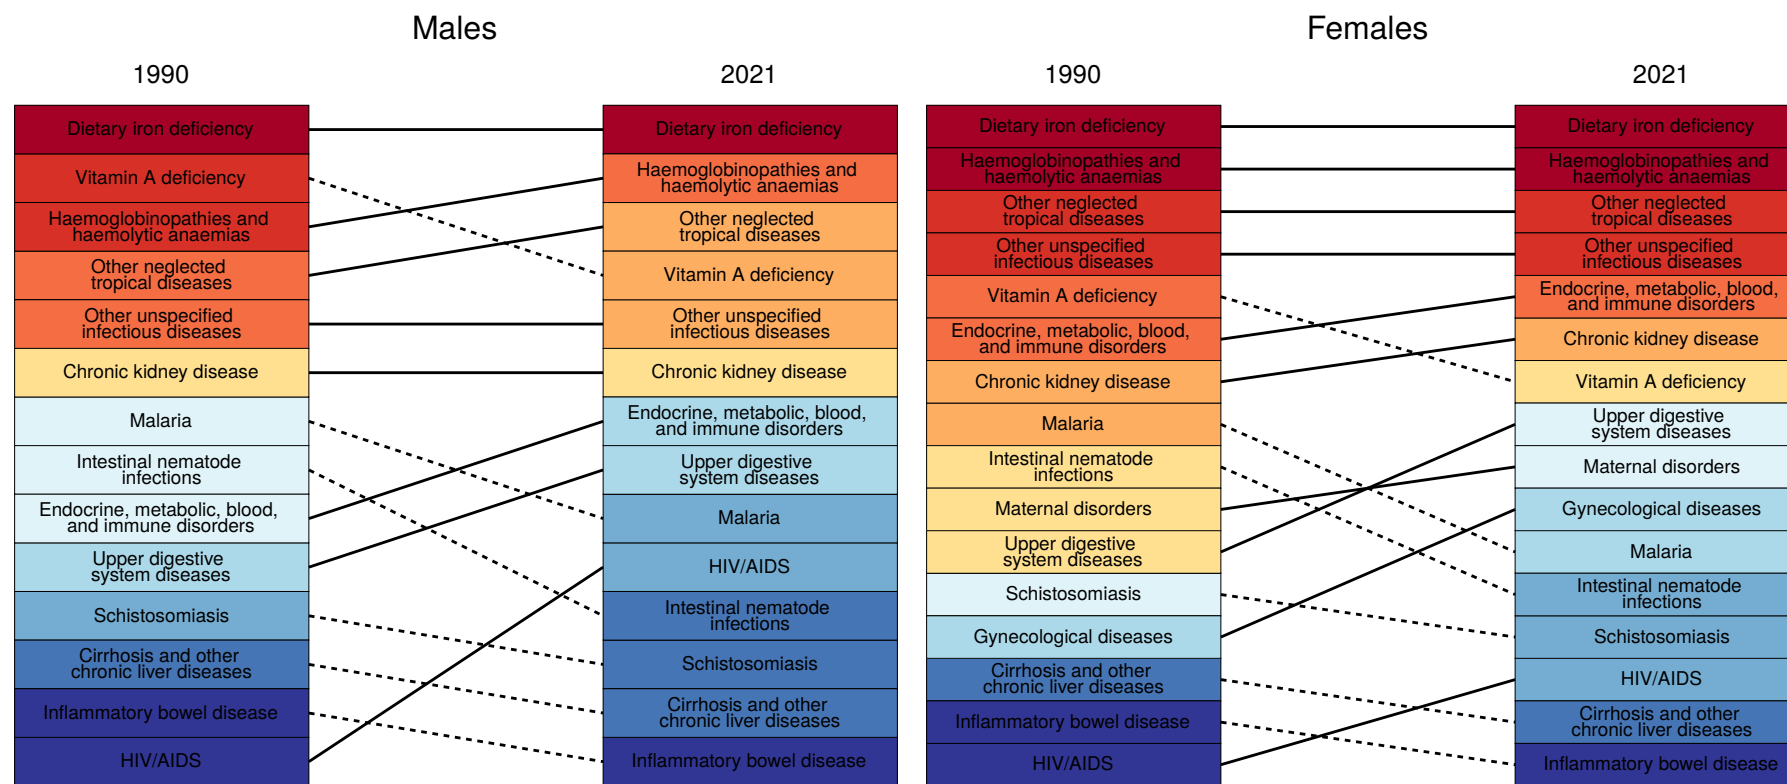 Males
1990
2021
Dietary iron deficiency
Vitamin A deficiency
Haemoglobinopathies and
haemolytic anaemias
Other neglected
tropical diseases
Other unspecified
infectious diseases
Chronic kidney disease
Malaria
Intestinal nematode
infections
Endocrine, metabolic, blood,
and immune disorders
Upper digestive
system diseases
Schistosomiasis
Cirrhosis and other
chronic liver diseases
Inflammatory bowel disease
HIV/AIDS
Dietary iron deficiency
Haemoglobinopathies and
haemolytic anaemias
Other neglected
tropical diseases
Vitamin A deficiency
Other unspecified
infectious diseases
Chronic kidney disease
Endocrine, metabolic, blood,
and immune disorders
Upper digestive
system diseases
Malaria
HIV/AIDS
Intestinal nematode
infections
Schistosomiasis
Cirrhosis and other
chronic liver diseases
Inflammatory bowel disease
Females
1990
2021
Dietary iron deficiency
Haemoglobinopathies and
haemolytic anaemias
Other neglected
tropical diseases
Other unspecified
infectious diseases
Vitamin A deficiency
Endocrine, metabolic, blood,
and immune disorders
Chronic kidney disease
Malaria
Intestinal nematode
infections
Maternal disorders
Upper digestive
system diseases
Schistosomiasis
Gynecological diseases
Cirrhosis and other
chronic liver diseases
Inflammatory bowel disease
HIV/AIDS
Dietary iron deficiency
Haemoglobinopathies and
haemolytic anaemias
Other neglected
tropical diseases
Other unspecified
infectious diseases
Endocrine, metabolic, blood,
and immune disorders
Chronic kidney disease
Vitamin A deficiency
Upper digestive
system diseases
Maternal disorders
Gynecological diseases
Malaria
Intestinal nematode
infections
Schistosomiasis
HIV/AIDS
Cirrhosis and other
chronic liver diseases
Inflammatory bowel disease